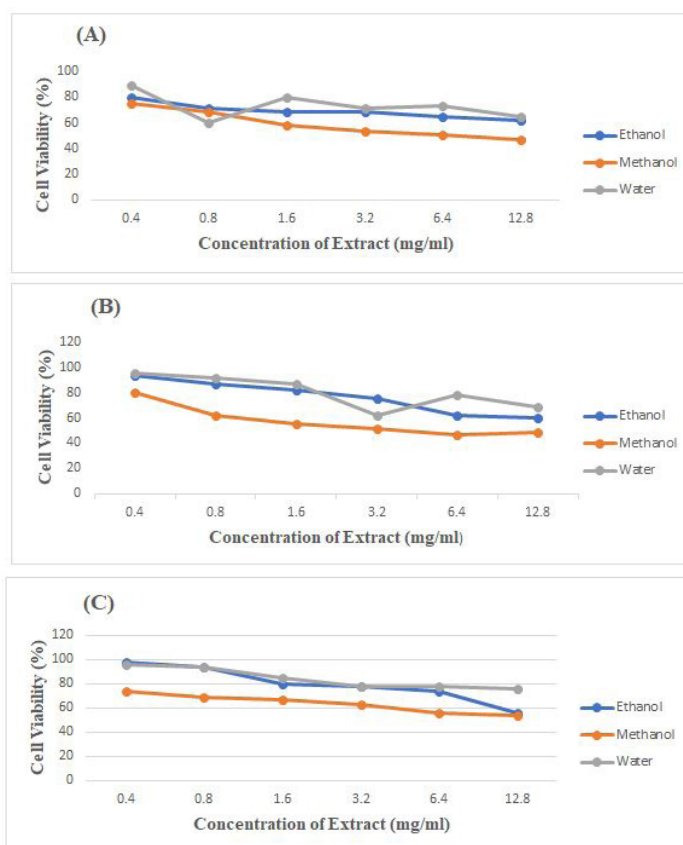 (A)
100
80
60
40
20
0
Cell Viability (%)
0.4 0.8 1.6 3.2 6.4 12.8
Concentration of Extract (mg/ml)
Ethanol
Methanol
Water
(B)
120
100
80
60
40
20
0
Cell Viability (%)
0.4 0.8 1.6 3.2 6.4 12.8
Concentration of Extract (mg/ml)
Ethanol
Methanol
Water
(C)
120
100
80
60
40
20
0
Cell Viability (%)
0.4 0.8 1.6 3.2 6.4 12.8
Concentration of Extract (mg/ml)
Ethanol
Methanol
Water